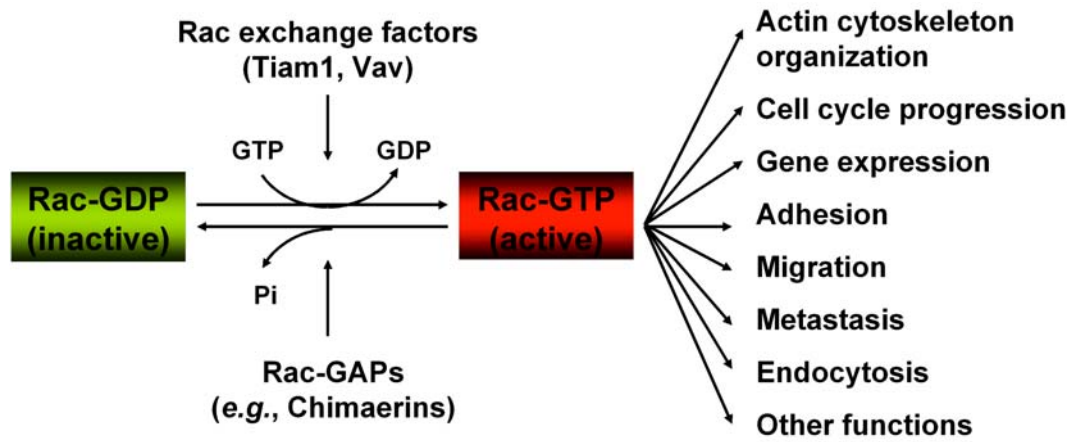 Rac exchange factors
(Tiam1, Vav)
GTP
GDP
Rac-GDP
(inactive)
Rac-GTP
(active)
Pi
Rac-GAPs
(e.g., Chimaerins)
Actin cytoskeleton
organization
Cell cycle progression
Gene expression
Adhesion
Migration
Metastasis
Endocytosis
Other functions